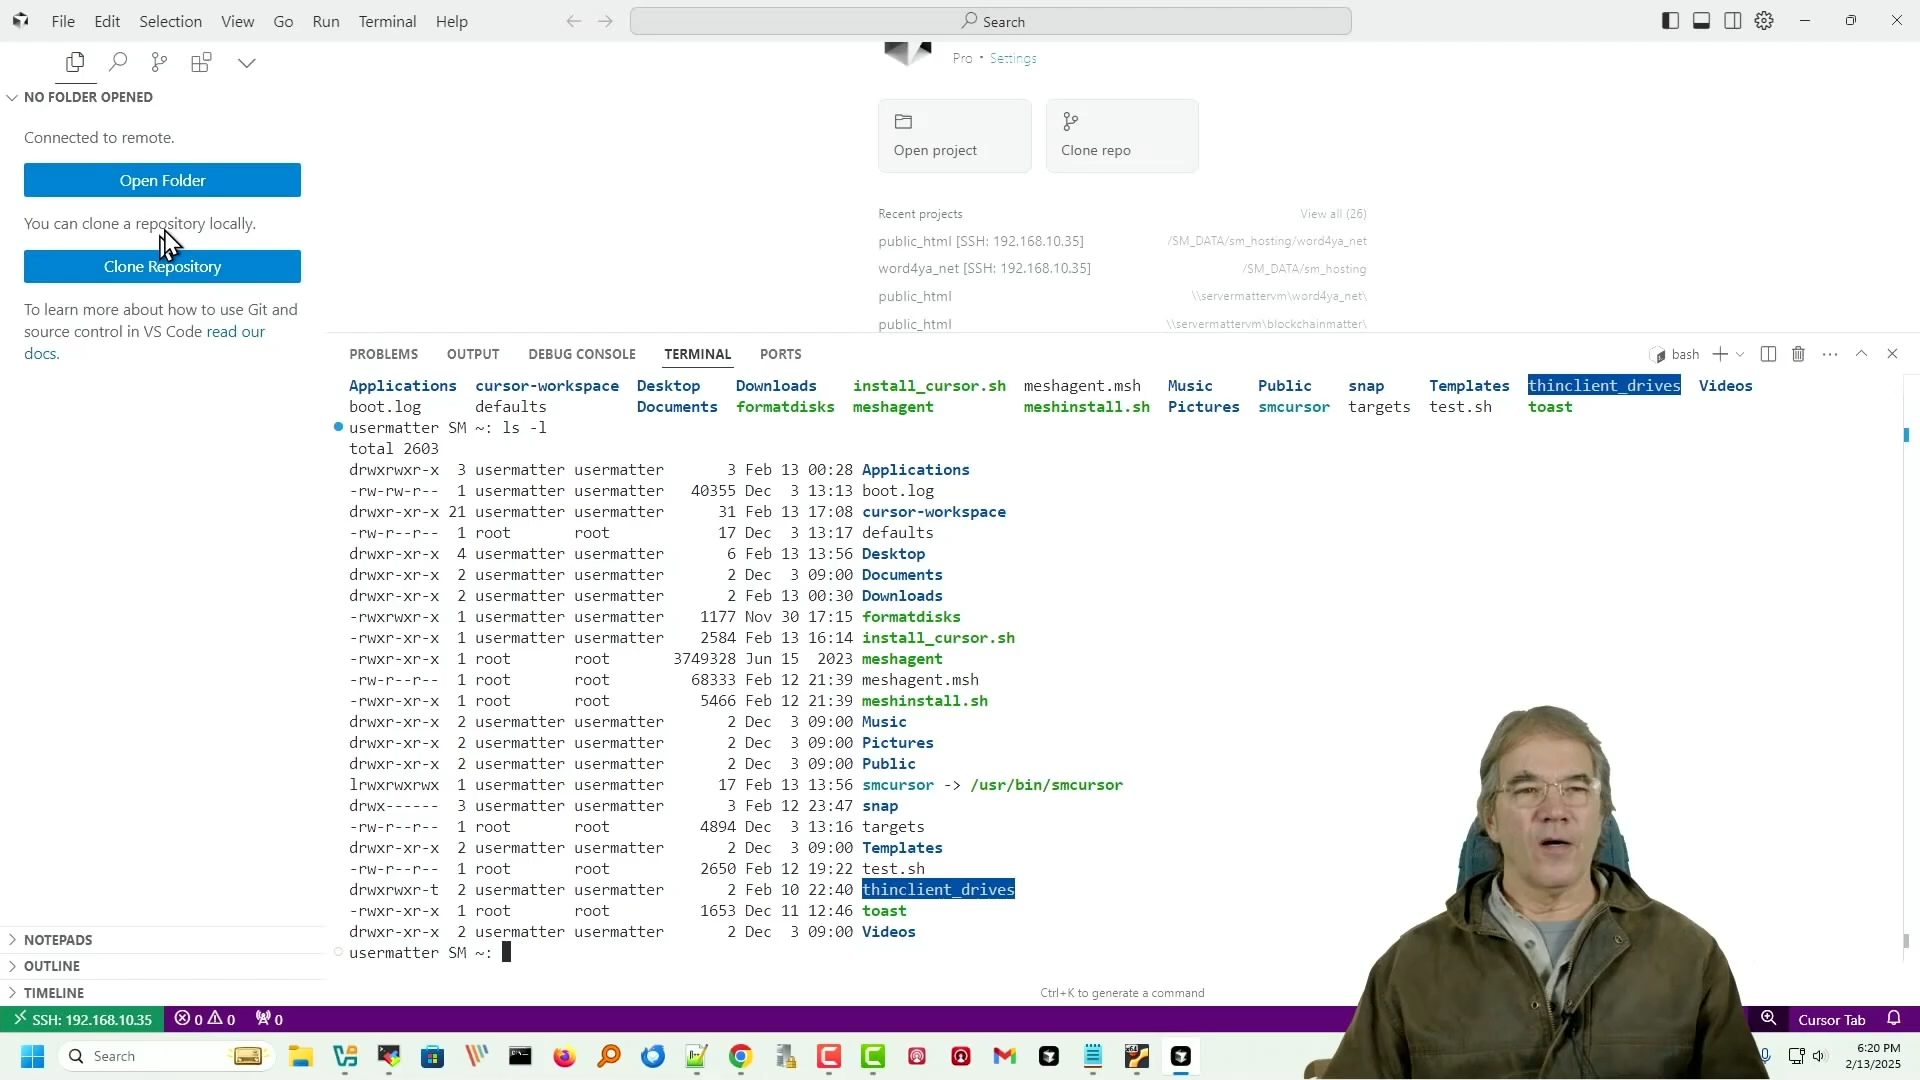 File Edit Selection View Go Run Terminal Help
Search
Pro • Settings
NO FOLDER OPENED
Connected to remote.
Open Folder
You can clone a repository locally.
Clone Repository
To learn more about how to use Git and
source control in VS Code read our
docs.
Open project
Clone repo
Recent projects View all (26)
public_html [SSH: 192.168.10.35] /SM_DATA/sm_hosting/word4ya_net
word4ya_net [SSH: 192.168.10.35] /SM_DATA/sm_hosting
public_html \\servermattervm\word4ya_net\
public_html \\servermattervm\blockchainmatter\
PROBLEMS OUTPUT DEBUG CONSOLE TERMINAL PORTS
bash
Applications cursor-workspace Desktop Downloads install_cursor.sh meshagent.msh Music Public snap Templates thinclient_drives Videos
boot.log defaults Documents formatdisks meshagent meshinstall.sh Pictures smcursor targets test.sh toast
usermatter SM ~: ls -l
total 2603
drwxrwxr-x 3 usermatter usermatter 3 Feb 13 00:28 Applications
-rw-rw-r-- 1 usermatter usermatter 40355 Dec 3 13:13 boot.log
drwxr-xr-x 21 usermatter usermatter 31 Feb 13 17:08 cursor-workspace
-rw-r--r-- 1 root root 17 Dec 3 13:17 defaults
drwxr-xr-x 4 usermatter usermatter 6 Feb 13 13:56 Desktop
drwxr-xr-x 2 usermatter usermatter 2 Dec 3 09:00 Documents
drwxr-xr-x 2 usermatter usermatter 2 Feb 13 00:30 Downloads
-rwxrwxr-x 1 usermatter usermatter 1177 Nov 30 17:15 formatdisks
-rwxr-xr-x 1 usermatter usermatter 2584 Feb 13 16:14 install_cursor.sh
-rwxr-xr-x 1 root root 3749328 Jun 15 2023 meshagent
-rw-r--r-- 1 root root 68333 Feb 12 21:39 meshagent.msh
-rwxr-xr-x 1 root root 5466 Feb 12 21:39 meshinstall.sh
drwxr-xr-x 2 usermatter usermatter 2 Dec 3 09:00 Music
drwxr-xr-x 2 usermatter usermatter 2 Dec 3 09:00 Pictures
drwxr-xr-x 2 usermatter usermatter 2 Dec 3 09:00 Public
lrwxrwxrwx 1 usermatter usermatter 17 Feb 13 13:56 smcursor -> /usr/bin/smcursor
drwx------ 3 usermatter usermatter 3 Feb 12 23:47 snap
-rw-r--r-- 1 root root 4894 Dec 3 13:16 targets
drwxr-xr-x 2 usermatter usermatter 2 Dec 3 09:00 Templates
-rw-r--r-- 1 root root 2650 Feb 12 19:22 test.sh
drwxrwxr-t 2 usermatter usermatter 2 Feb 10 22:40 thinclient_drives
-rwxr-xr-x 1 root root 1653 Dec 11 12:46 toast
drwxr-xr-x 2 usermatter usermatter 2 Dec 3 09:00 Videos
usermatter SM ~:
Ctrl+K to generate a command
NOTEPADS
OUTLINE
TIMELINE
SSH: 192.168.10.35 0 0 0
Cursor Tab
Search
6:20 PM
2/13/2025